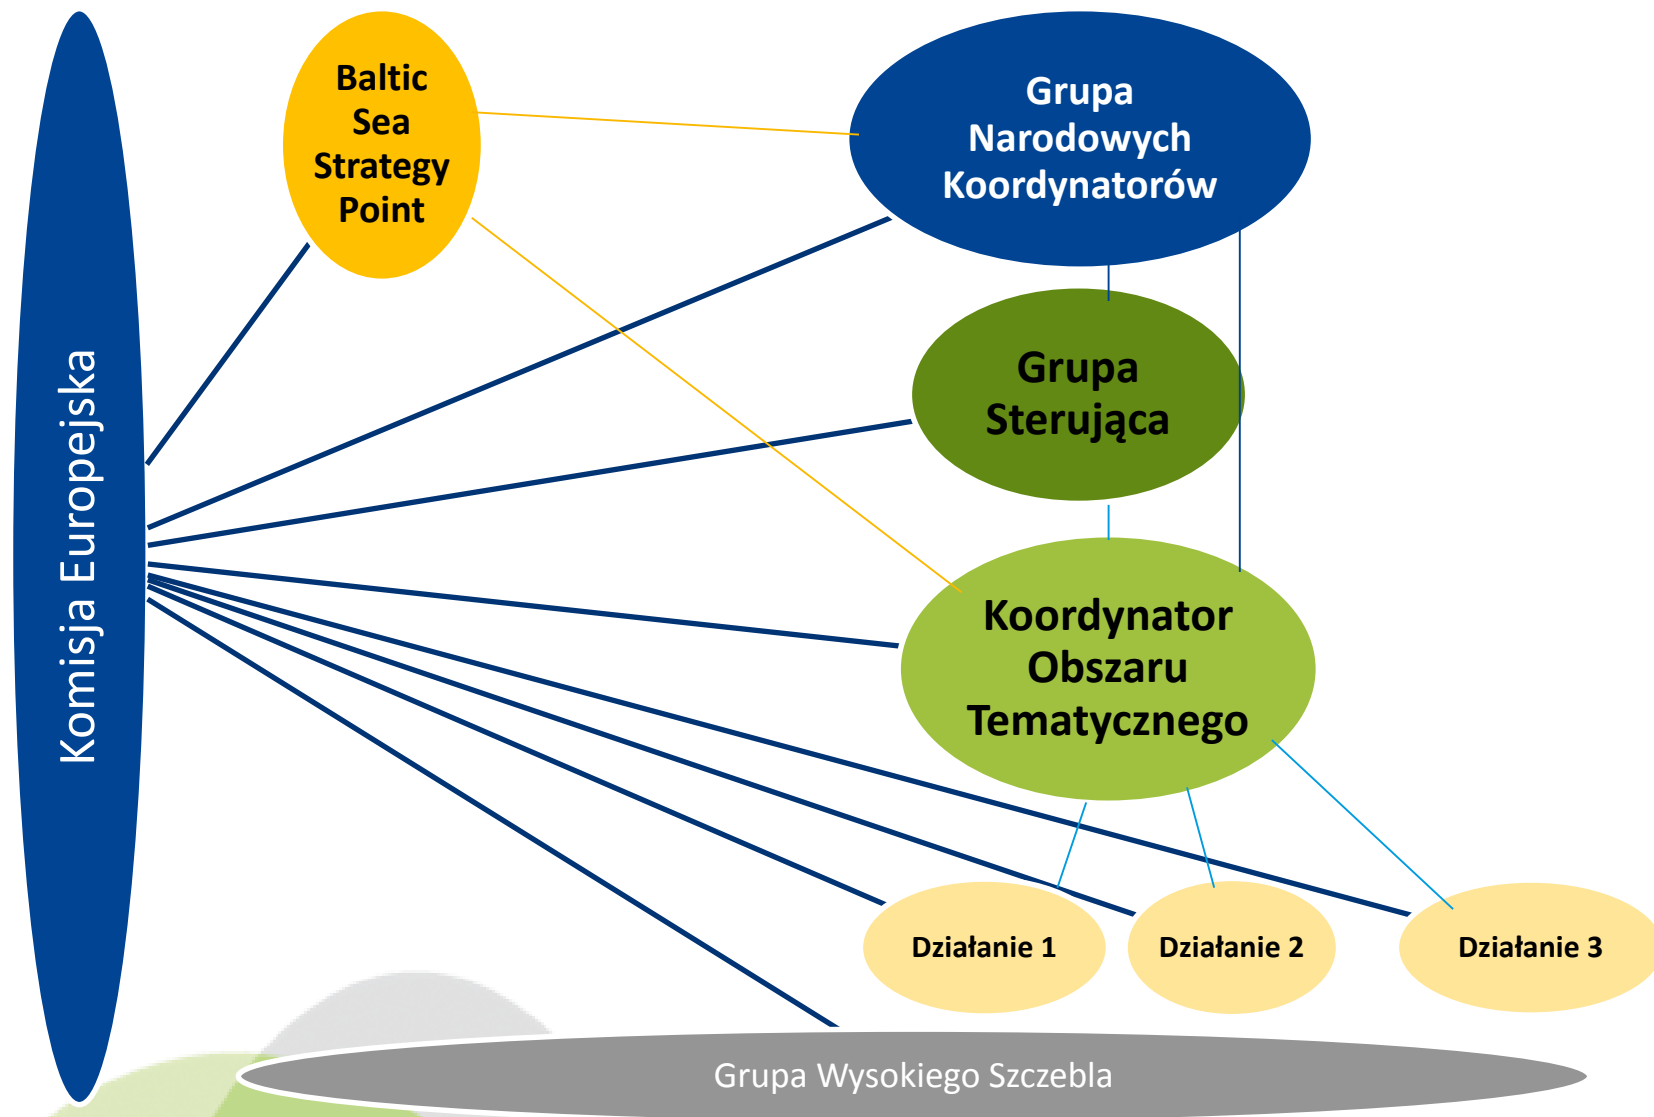 Komisja Europejska
Baltic
Sea
Strategy
Point
Grupa
Narodowych
Koordynatorów
Grupa
Sterująca
Koordynator
Obszaru
Tematycznego
Działanie 1
Działanie 2
Działanie 3
Grupa Wysokiego Szczebla